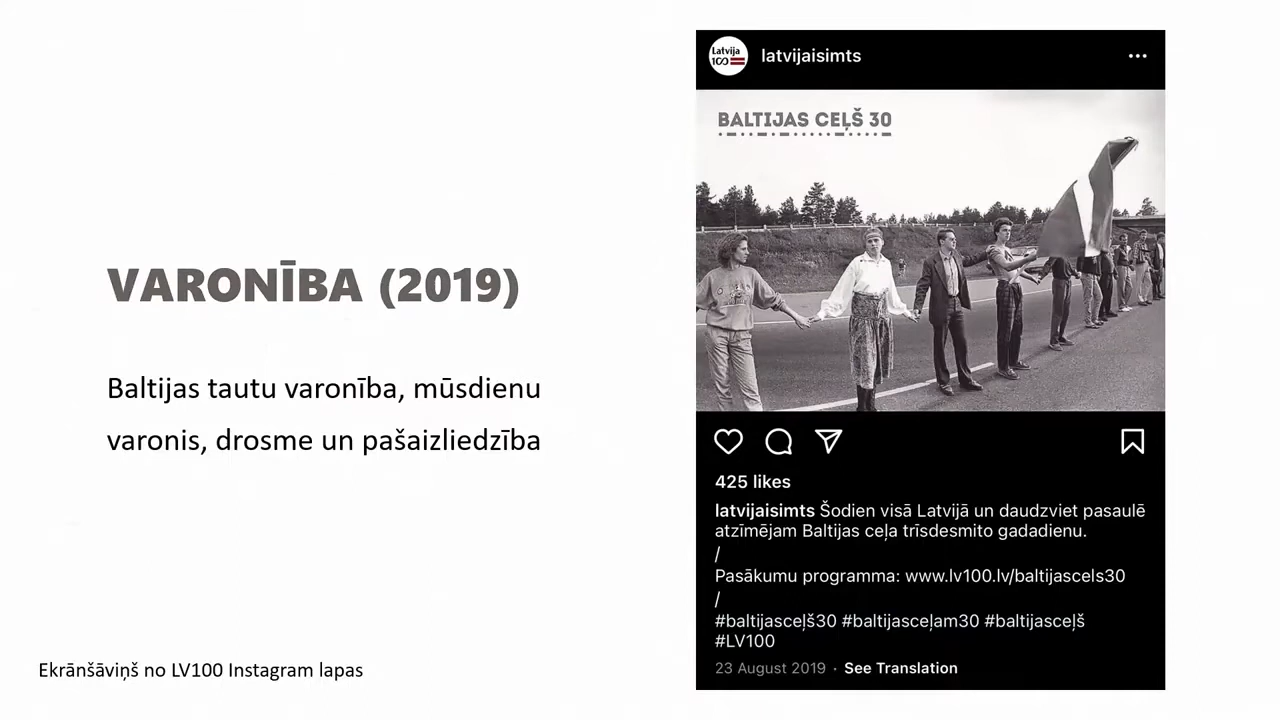 VARONĪBA (2019)
Baltijas tautu varonība, mūsdienu
varonis, drosme un pašaizliedzība
Ekrānšāviņš no LV100 Instagram lapas
Latvija
100
latvijaisimts
BALTIJAS CEĻŠ 30
425 likes
latvijaisimts Šodien visā Latvijā un daudzviet pasaulē
atzīmējam Baltijas ceļa trīsdesmito gadadienu.
/
Pasākumu programma: www.lv100.lv/baltijascels30
/
#baltijasceļš30 #baltijasceļam30 #baltijasceļš
#LV100
23 August 2019 · See Translation